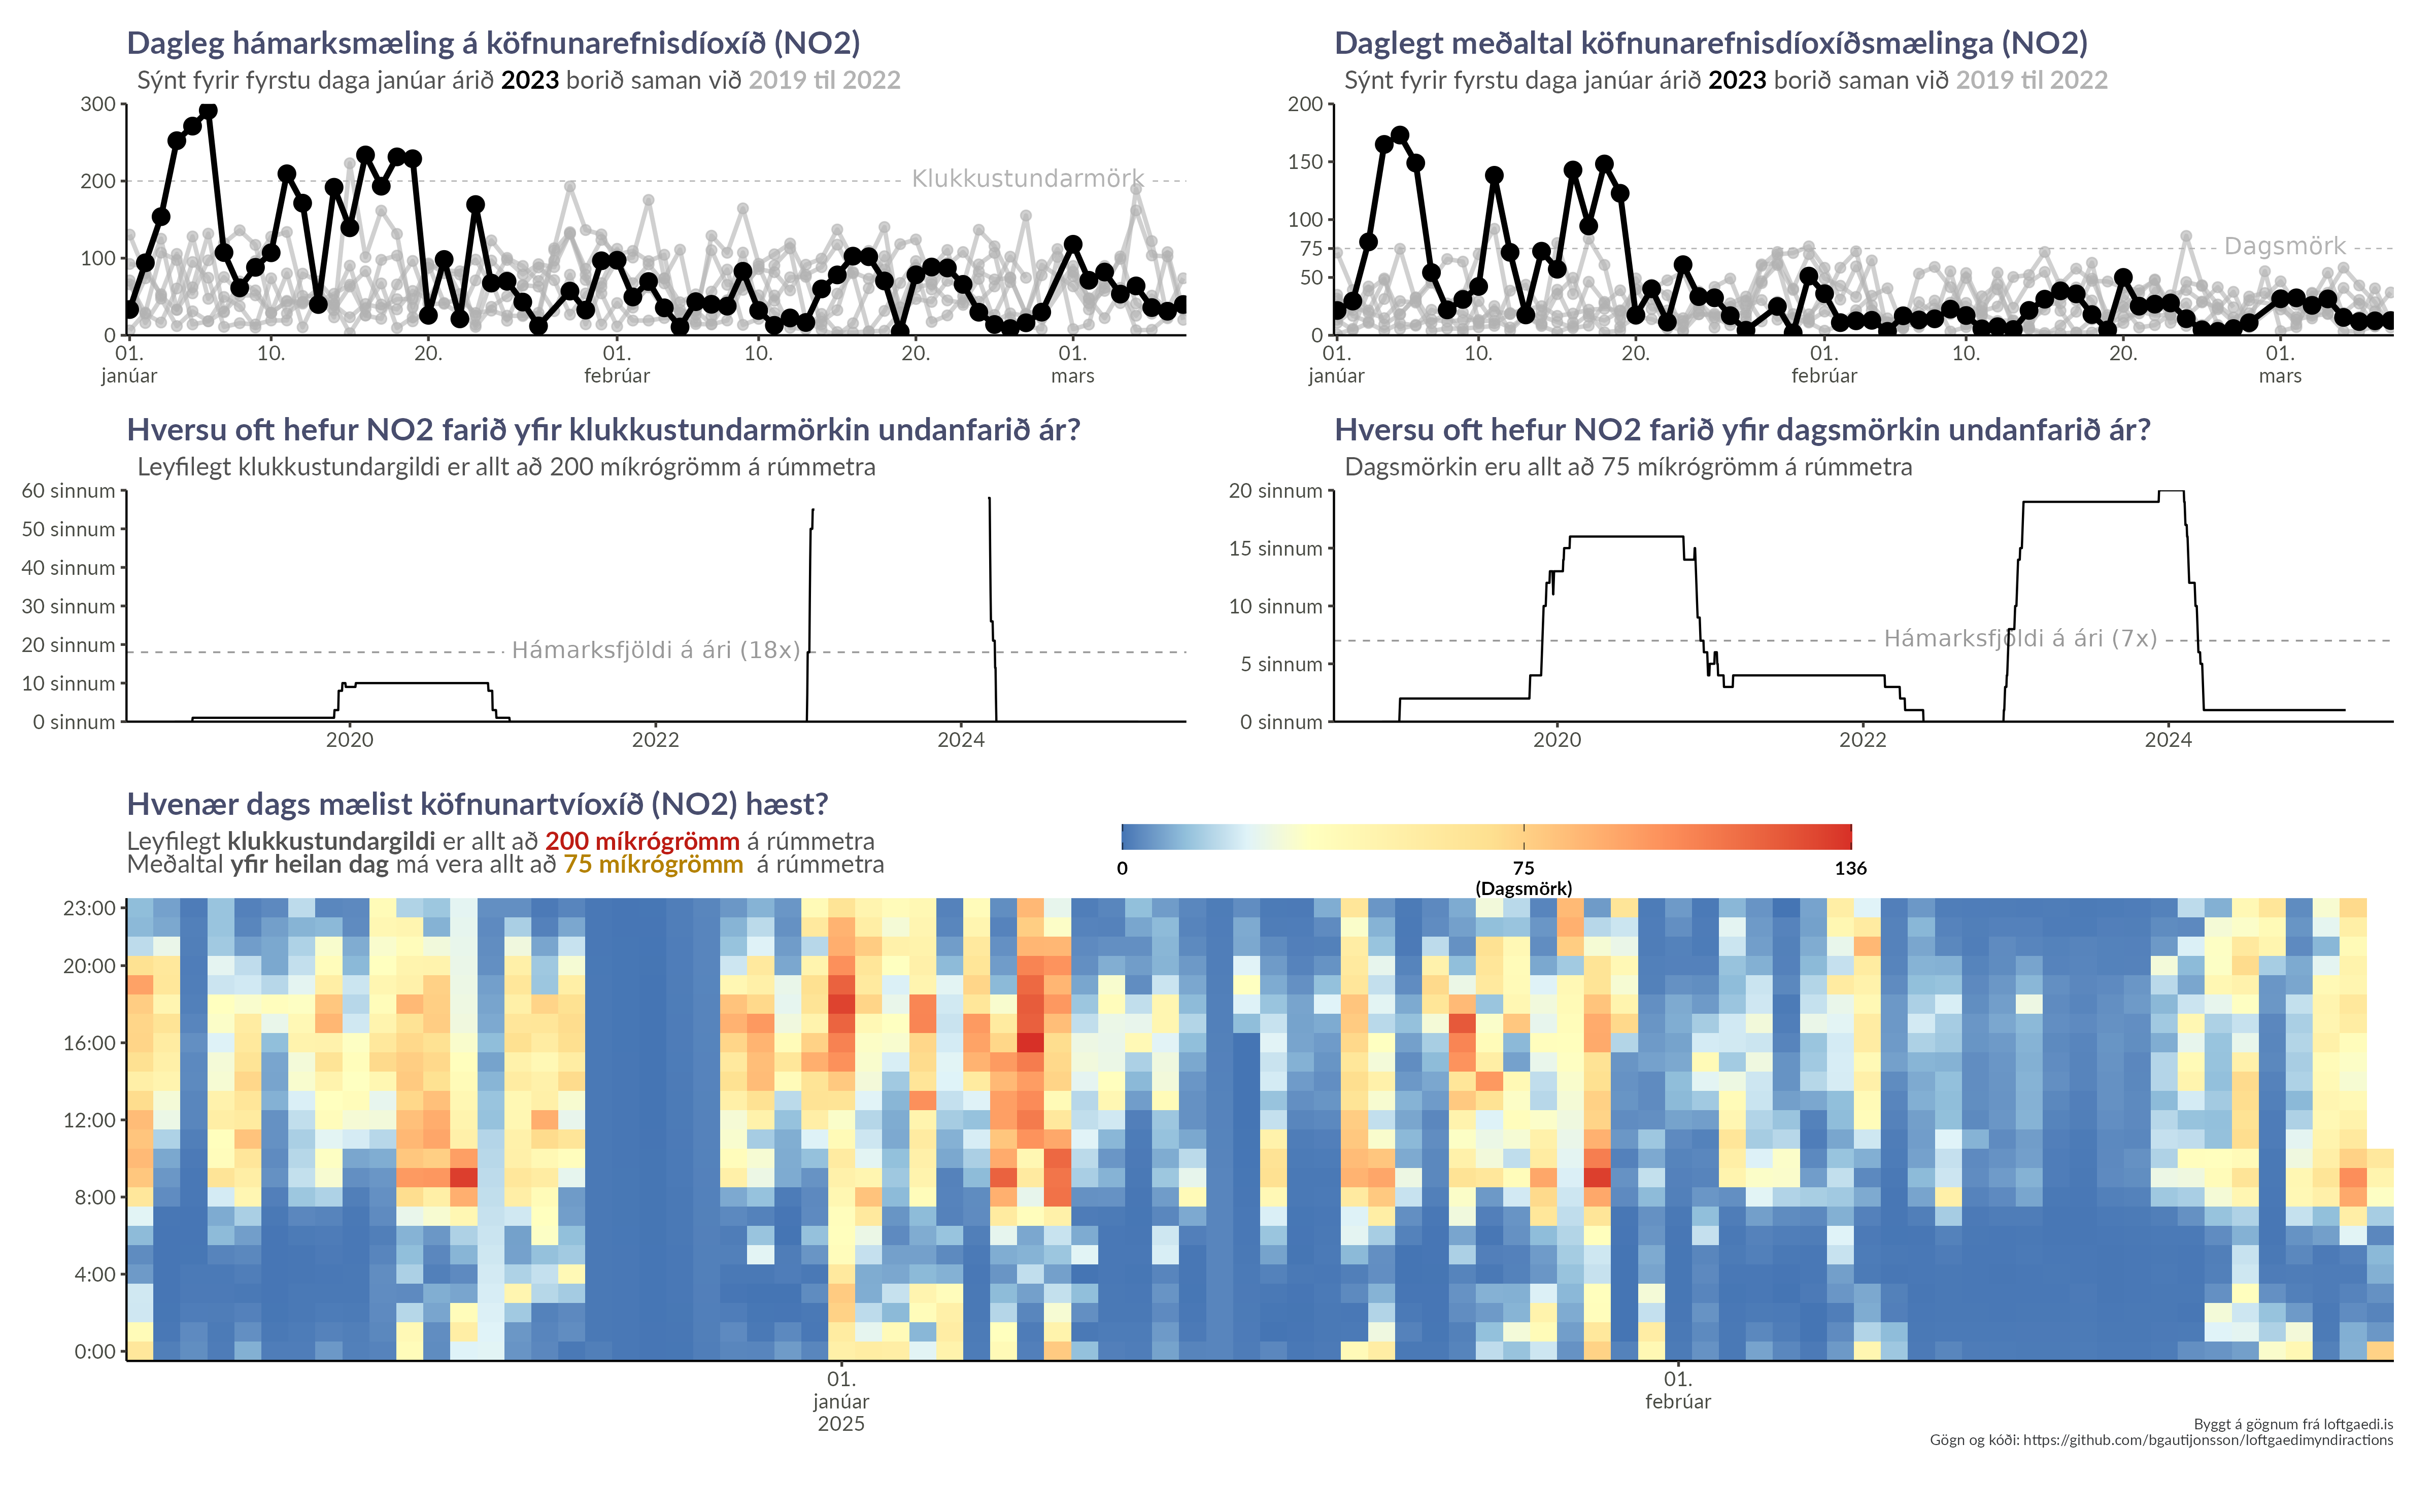 Dagleg hámarksmæling á köfnunarefnisdíoxíð (NO2)
Sýnt fyrir fyrstu daga janúar árið 2023 borið saman við 2019 til 2022
300
200
100
0
Klukkustundarmörk
01.
janúar
10.
20.
01.
febrúar
10.
20.
01.
mars
Daglegt meðaltal köfnunarefnisdíoxíðsmælinga (NO2)
Sýnt fyrir fyrstu daga janúar árið 2023 borið saman við 2019 til 2022
200
150
100
75
50
0
Dagsmörk
01.
janúar
10.
20.
01.
febrúar
10.
20.
01.
mars
Hversu oft hefur NO2 farið yfir klukkustundarmörkin undanfarið ár?
Leyfilegt klukkustundargildi er allt að 200 míkrógrömm á rúmmetra
60 sinnum
50 sinnum
40 sinnum
30 sinnum
20 sinnum
10 sinnum
0 sinnum
Hámarksfjöldi á ári (18x)
2020
2022
2024
Hversu oft hefur NO2 farið yfir dagsmörkin undanfarið ár?
Dagsmörkin eru allt að 75 míkrógrömm á rúmmetra
20 sinnum
15 sinnum
10 sinnum
5 sinnum
0 sinnum
Hámarksfjöldi á ári (7x)
2020
2022
2024
Hvenær dags mælist köfnunartvíoxíð (NO2) hæst?
Leyfilegt klukkustundargildi er allt að 200 míkrógrömm á rúmmetra
Meðaltal yfir heilan dag má vera allt að 75 míkrógrömm á rúmmetra
0
75
(Dagsmörk)
136
23:00
20:00
16:00
12:00
8:00
4:00
0:00
01.
janúar
2025
01.
febrúar
Byggt á gögnum frá loftgaedi.is
Gögn og kóði: https://github.com/bgautijonsson/loftgaedimyndiractions